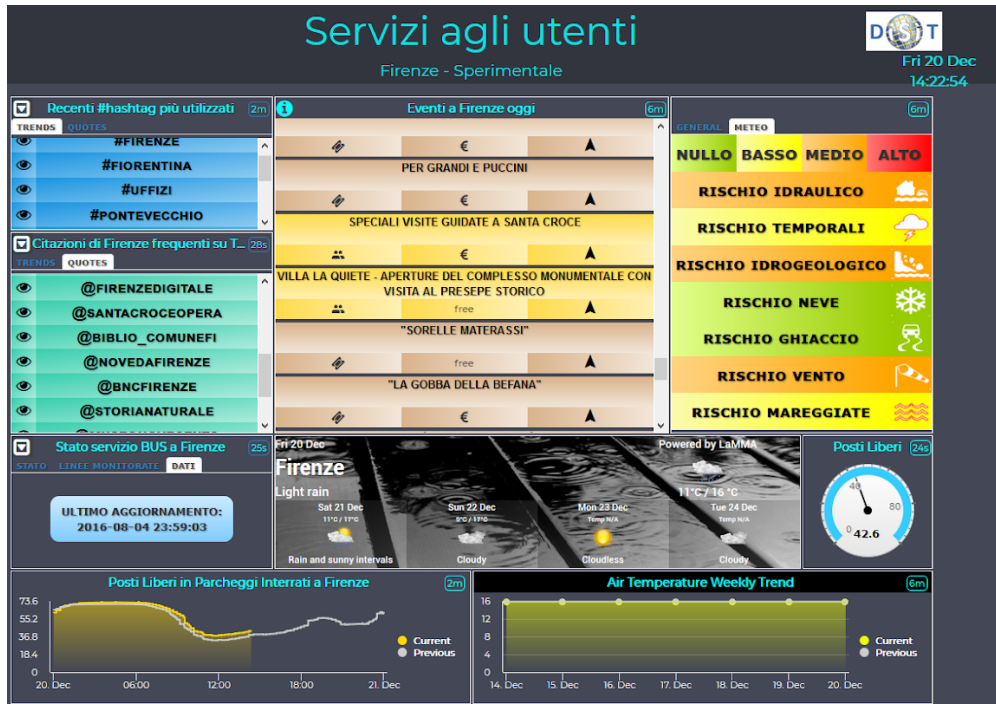 Servizi agli utenti
Firenze - Sperimentale
DSIT
Fri 20 Dec
14:22:54
Recenti #hashtag più utilizzati
2m
TRENDS QUOTES
#FIRENZE
#FIORENTINA
#UFFIZI
#PONTEVECCHIO
Citazioni di Firenze frequenti su T...
28s
TRENDS QUOTES
@FIRENZEDIGITALE
@SANTACROCEOPERA
@BIBLIO_COMUNEFI
@NOVEDAFIRENZE
@BNCFIRENZE
@STORIANATURALE
Eventi a Firenze oggi
6m
€
PER GRANDI E PUCCINI
€
SPECIALI VISITE GUIDATE A SANTA CROCE
€
VILLA LA QUIETE - APERTURE DEL COMPLESSO MONUMENTALE CON
VISITA AL PRESEPE STORICO
free
"SORELLE MATERASSI"
free
"LA GOBBA DELLA BEFANA"
€
6m
GENERAL METEO
NULLO BASSO MEDIO ALTO
RISCHIO IDRAULICO
RISCHIO TEMPORALI
RISCHIO IDROGEOLOGICO
RISCHIO NEVE
RISCHIO GHIACCIO
RISCHIO VENTO
RISCHIO MAREGGIATE
Stato servizio BUS a Firenze
25s
STATO LINEE MONITORATE DATI
ULTIMO AGGIORNAMENTO:
2016-08-04 23:59:03
Fri 20 Dec
Powered by LaMMA
Firenze
Light rain
11°C / 16 °C
Sat 21 Dec
11°C / 17°C
Rain and sunny intervals
Sun 22 Dec
9°C / 17°C
Cloudy
Mon 23 Dec
Temp N/A
Cloudless
Tue 24 Dec
Temp N/A
Cloudy
Posti Liberi
24s
0
40
80
42.6
Posti Liberi in Parcheggi Interrati a Firenze
2m
73.6
55.2
36.8
18.4
0
20. Dec 06:00 12:00 18:00 21. Dec
Current
Previous
Air Temperature Weekly Trend
6m
16
12
8
4
0
14. Dec 15. Dec 16. Dec 17. Dec 18. Dec 19. Dec 20. Dec
Current
Previous